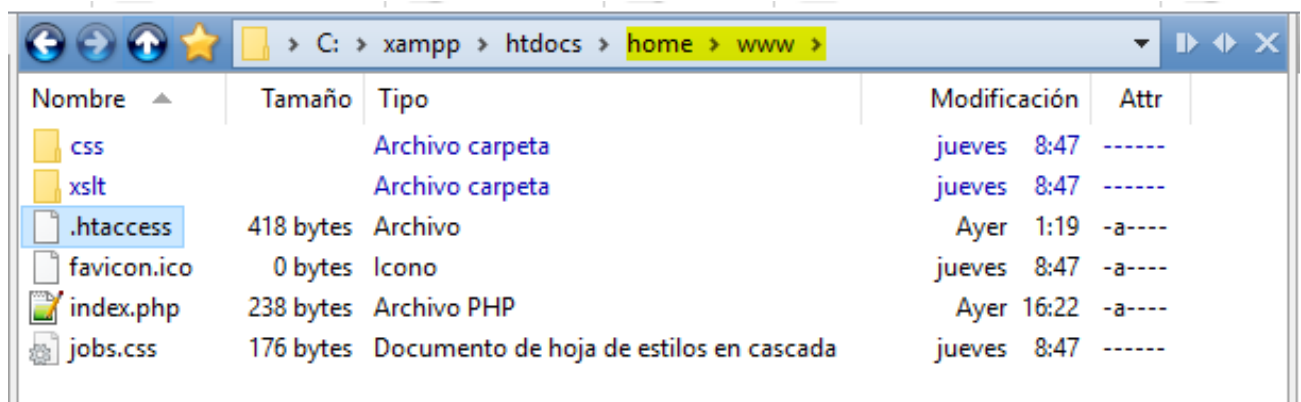 C: xampp htdocs home www
Nombre Tamaño Tipo Modificación Attr
css Archivo carpeta jueves 8:47 ------
xslt Archivo carpeta jueves 8:47 ------
.htaccess 418 bytes Archivo Ayer 1:19 -a----
favicon.ico 0 bytes Icono jueves 8:47 -a----
index.php 238 bytes Archivo PHP Ayer 16:22 -a----
jobs.css 176 bytes Documento de hoja de estilos en cascada jueves 8:47 ------